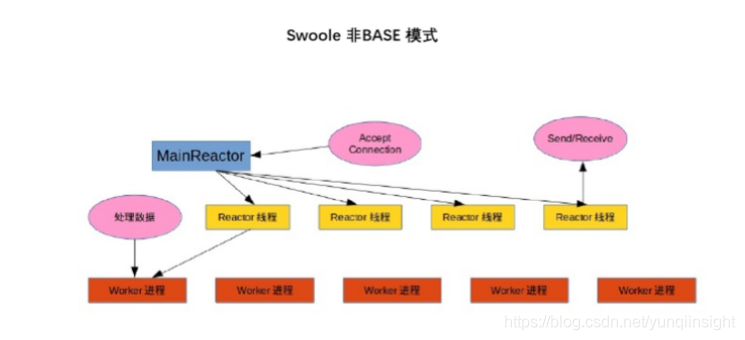 Swoole 非BASE 模式
Accept
Connection
Send/Receive
MainReactor
处理数据
Reactor 线程
Reactor 线程
Reactor 线程
Reactor 线程
Worker 进程
Worker 进程
Worker 进程
Worker 进程
Worker 进程
https://blog.csdn.net/yunqiinsight